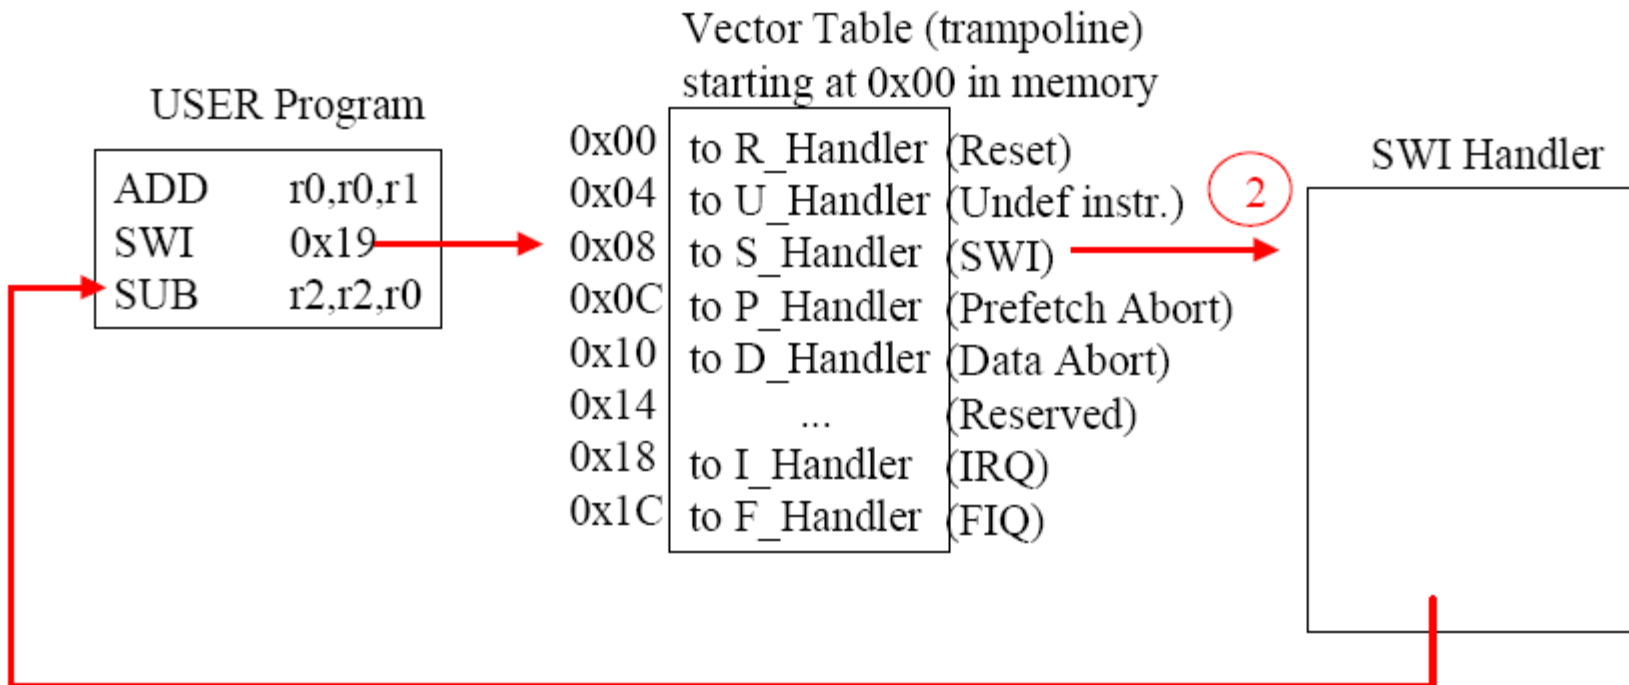 Vector Table (trampoline)
starting at 0x00 in memory
USER Program
ADD r0,r0,r1
SWI 0x19
SUB r2,r2,r0
0x00 to R_Handler (Reset)
0x04 to U_Handler (Undef instr.)
0x08 to S_Handler (SWI)
0x0C to P_Handler (Prefetch Abort)
0x10 to D_Handler (Data Abort)
0x14 ... (Reserved)
0x18 to I_Handler (IRQ)
0x1C to F_Handler (FIQ)
2
SWI Handler